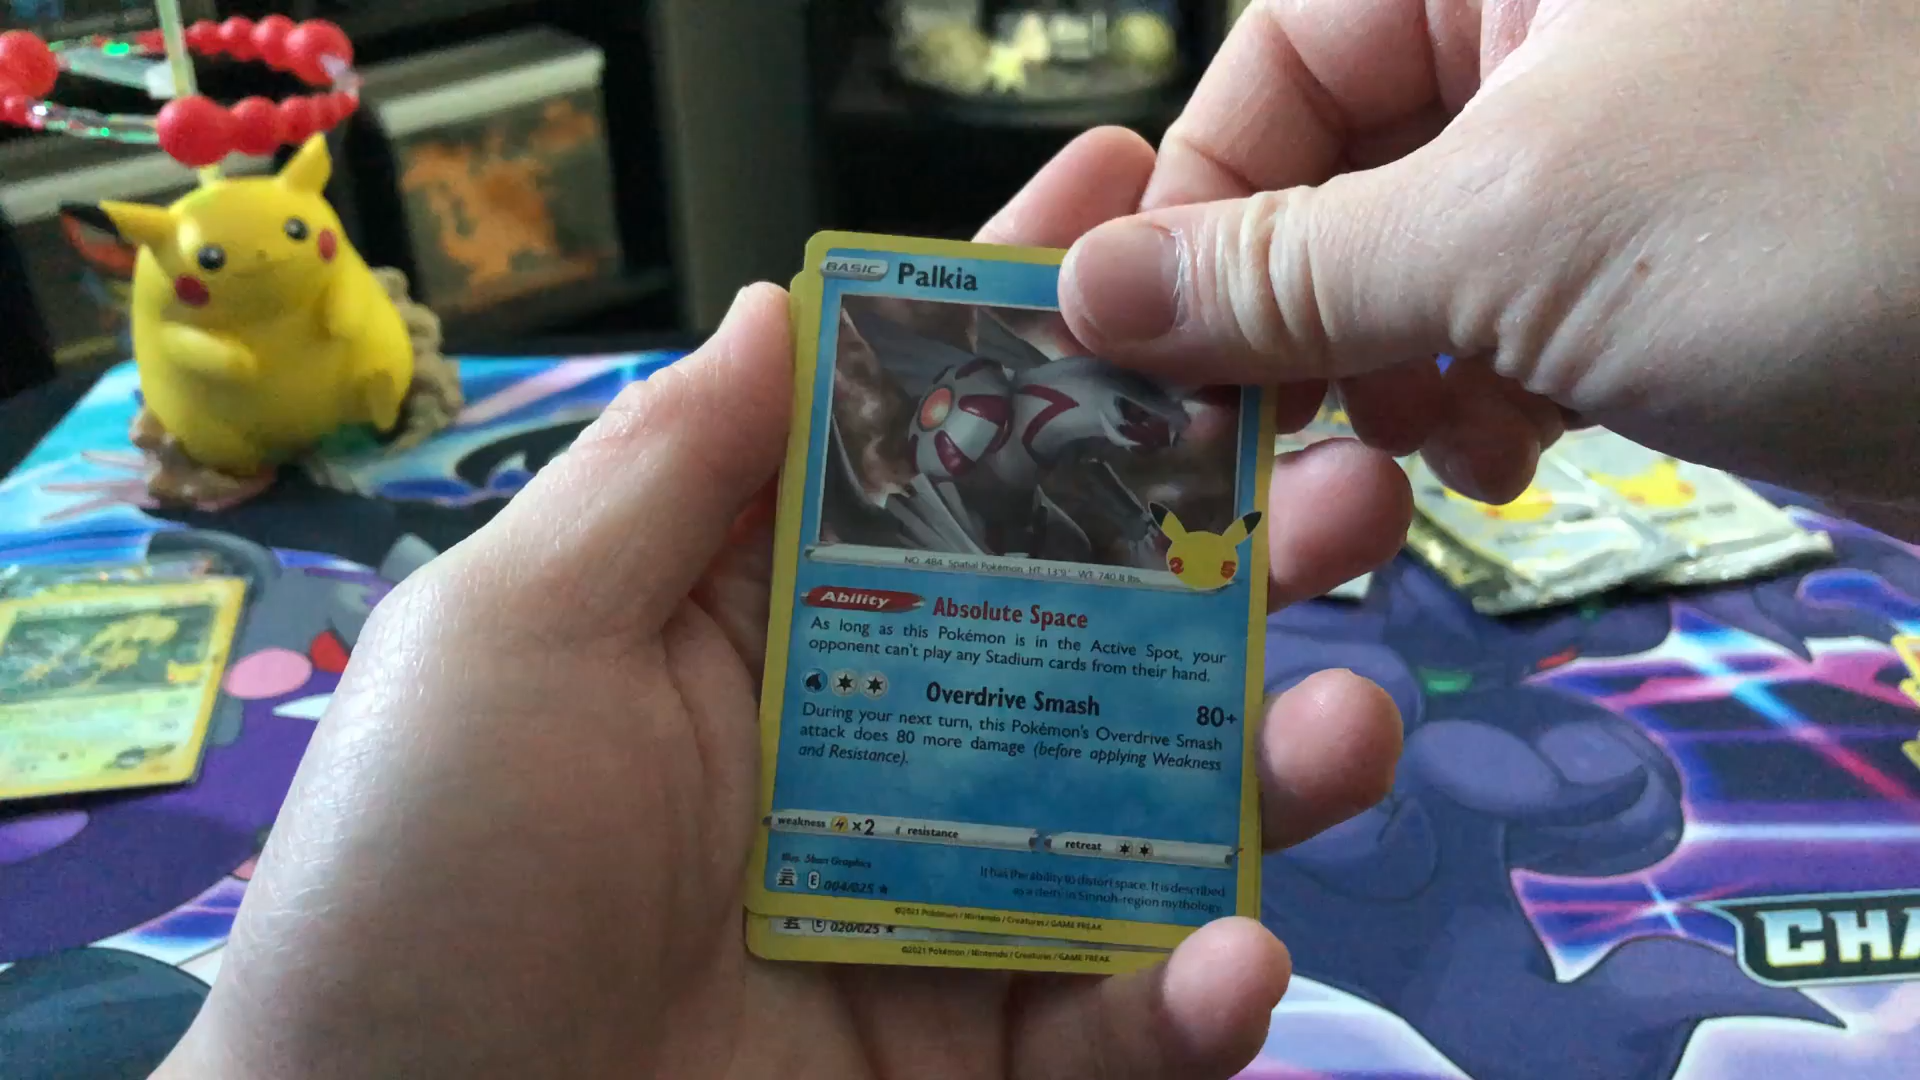 BASIC Palkia
NO. 484 Spatial Pokémon HT: 13'9" WT: 740.8 lbs.
25
Ability Absolute Space
As long as this Pokémon is in the Active Spot, your
opponent can't play any Stadium cards from their hand.
Overdrive Smash 80+
During your next turn, this Pokémon's Overdrive Smash
attack does 80 more damage (before applying Weakness
and Resistance).
weakness x2 resistance
retreat
Illus. 5ban Graphics
E 004/025
It has the ability to distort space. It is described
as a deity in Sinnoh-region mythology.
©2021 Pokémon / Nintendo / Creatures / GAME FREAK
E 020/025
©2021 Pokémon / Nintendo / Creatures / GAME FREAK
CHA